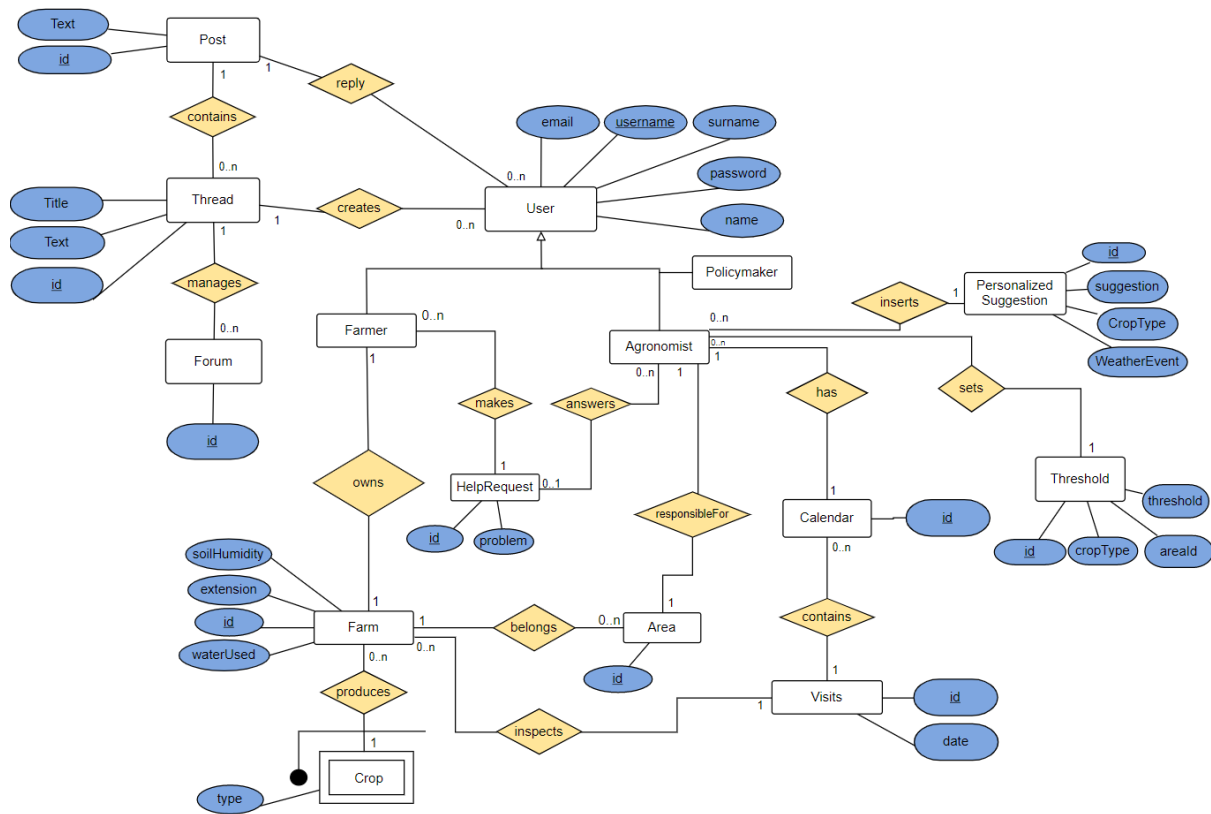 Text
Post
id
1
1
reply
contains
email
username
surname
0..n
0..n
password
Title
Thread
creates
User
name
1
0..n
Text
1
id
manages
Policymaker
id
Personalized
Suggestion
suggestion
inserts
1
0..n
CropType
0..n
Farmer
0..n
Agronomist
0..n
WeatherEvent
Forum
1
0..n
1
1
makes
answers
has
sets
id
1
1
owns
HelpRequest
0..1
1
Threshold
threshold
responsibleFor
Calendar
id
id
problem
id
cropType
areaId
soilHumidity
0..n
extension
1
1
id
Farm
1
belongs
0..n
Area
contains
waterUsed
0..n
0..n
id
1
produces
Visits
id
1
inspects
date
1
Crop
type